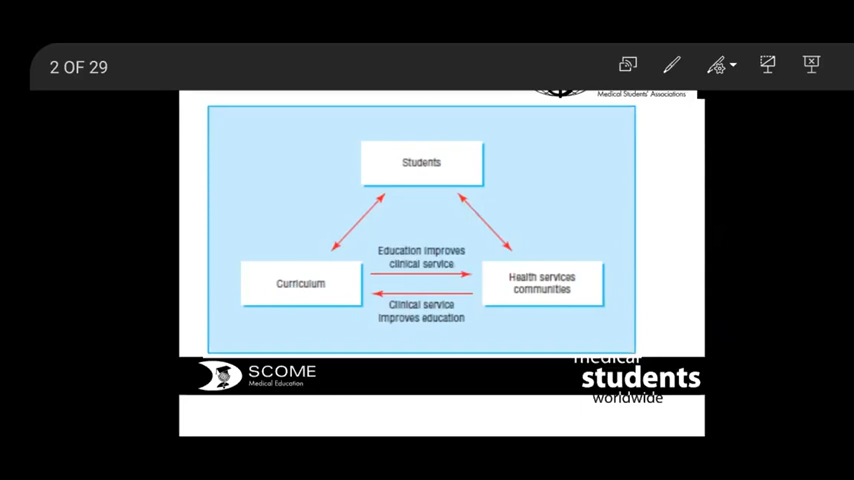 2 OF 29
Medical Students' Associations
Students
Education improves
clinical service
Curriculum
Health services
communities
Clinical service
improves education
SCOME
Medical Education
medical
students
worldwide